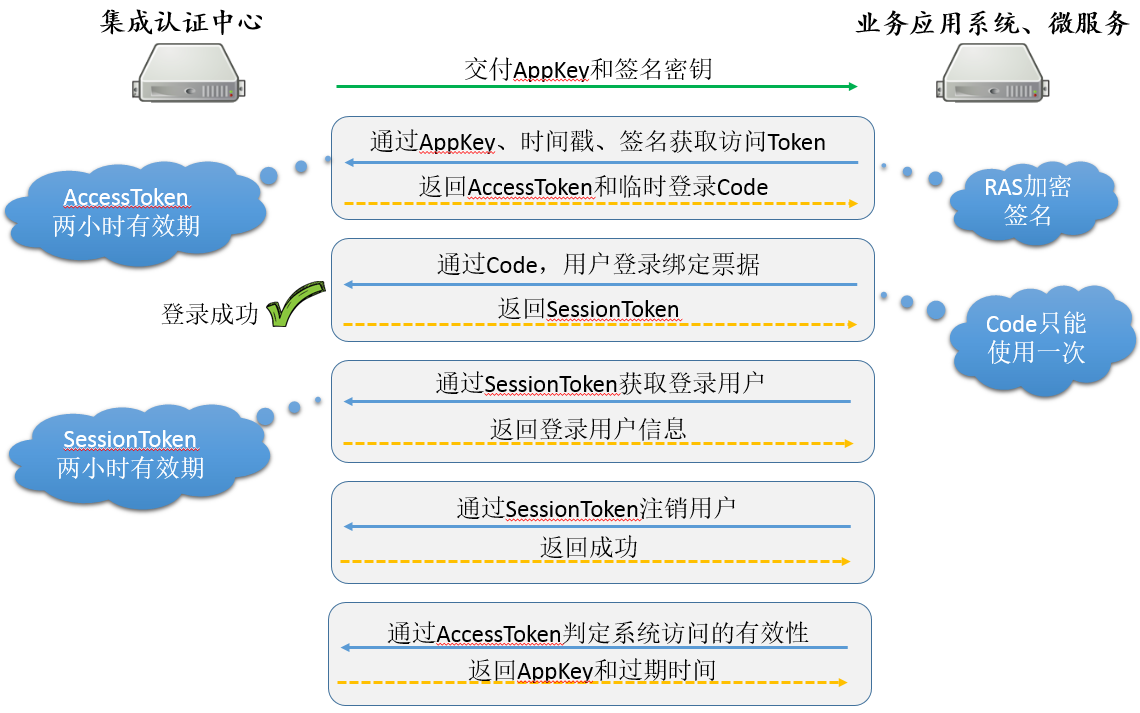 集成认证中心
业务应用系统、微服务
交付AppKey和签名密钥
通过AppKey、时间戳、签名获取访问Token
返回AccessToken和临时登录Code
AccessToken
两小时有效期
RAS加密
签名
通过Code，用户登录绑定票据
返回SessionToken
登录成功
Code只能
使用一次
通过SessionToken获取登录用户
返回登录用户信息
SessionToken
两小时有效期
通过SessionToken注销用户
返回成功
通过AccessToken判定系统访问的有效性
返回AppKey和过期时间